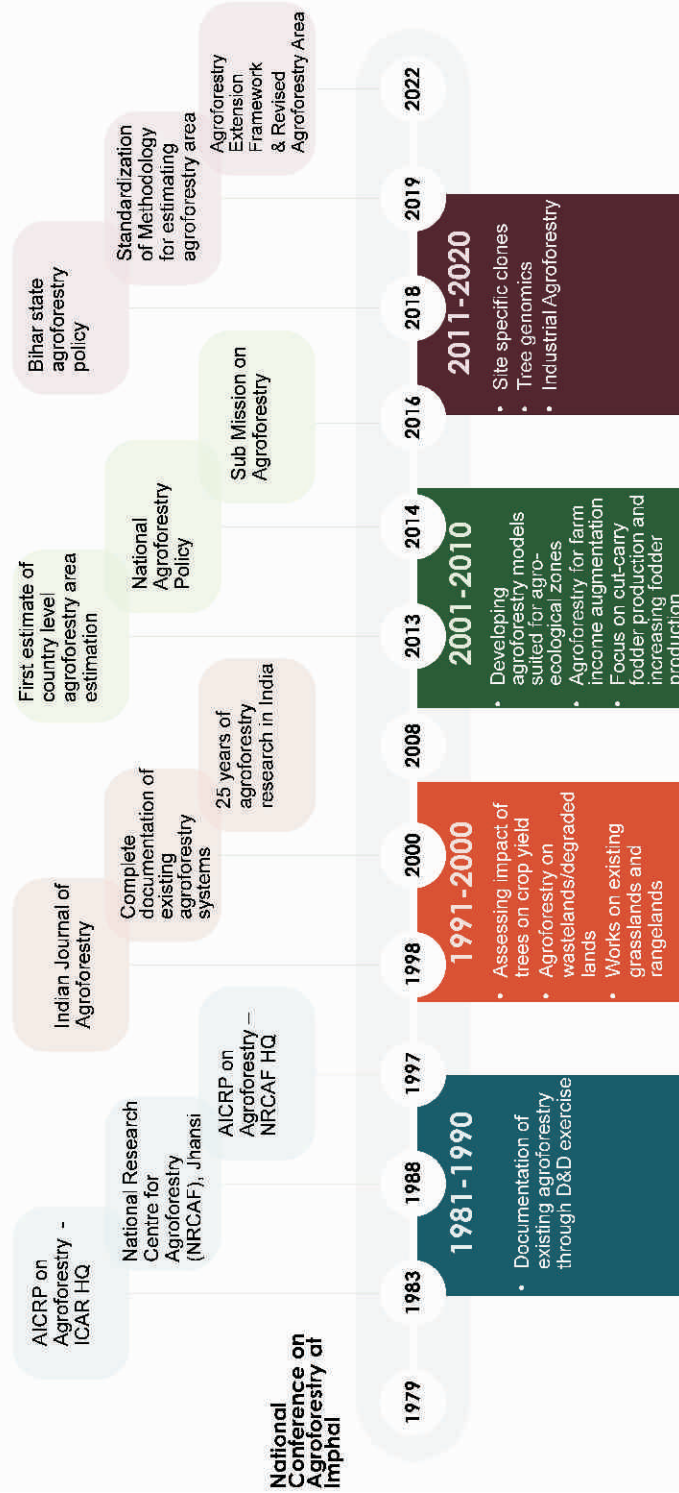 National
Conference on
Agroforestry at
Imphal
AICRP on
Agroforestry -
ICAR HQ
National Research
Centre for
Agroforestry
(NRCAF), Jhansi
AICRP on
Agroforestry –
NRCAF HQ
Indian Journal of
Agroforestry
Complete
documentation of
existing
agroforestry
systems
25 years of
agroforestry
research in India
First estimate of
country level
agroforestry area
estimation
National
Agroforestry
Policy
Sub Mission on
Agroforestry
Bihar state
agroforestry
policy
Standardization
of Methodology
for estimating
agroforestry area
Agroforestry
Extension
Framework
& Revised
Agroforestry Area
1979
1983
1988
1997
1998
2000
2008
2013
2014
2016
2018
2019
2022
1981-1990
• Documentation of
existing agroforestry
through D&D exercise
1991-2000
• Assessing impact of
trees on crop yield
• Agroforestry on
wastelands/degraded
lands
• Works on existing
grasslands and
rangelands
2001-2010
• Developing
agroforestry models
suited for agro-
ecological zones
• Agroforestry for farm
income augmentation
• Focus on cut-carry
fodder production and
increasing fodder
production
2011-2020
• Site specific clones
• Tree genomics
• Industrial Agroforestry